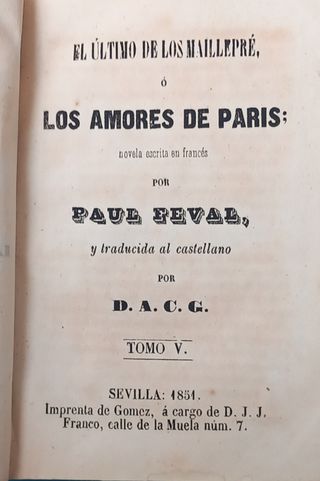 EL ÚLTIMO DE LOS MAILLEPRÉ,
ó
LOS AMORES DE PARIS;
novela escrita en francés
POR
PAUL FEVAL,
y traducida al castellano
POR
D. A. C. G.
TOMO V.
SEVILLA: 1851.
Imprenta de Gomez, á cargo de D. J. J.
Franco, calle de la Muela núm. 7.